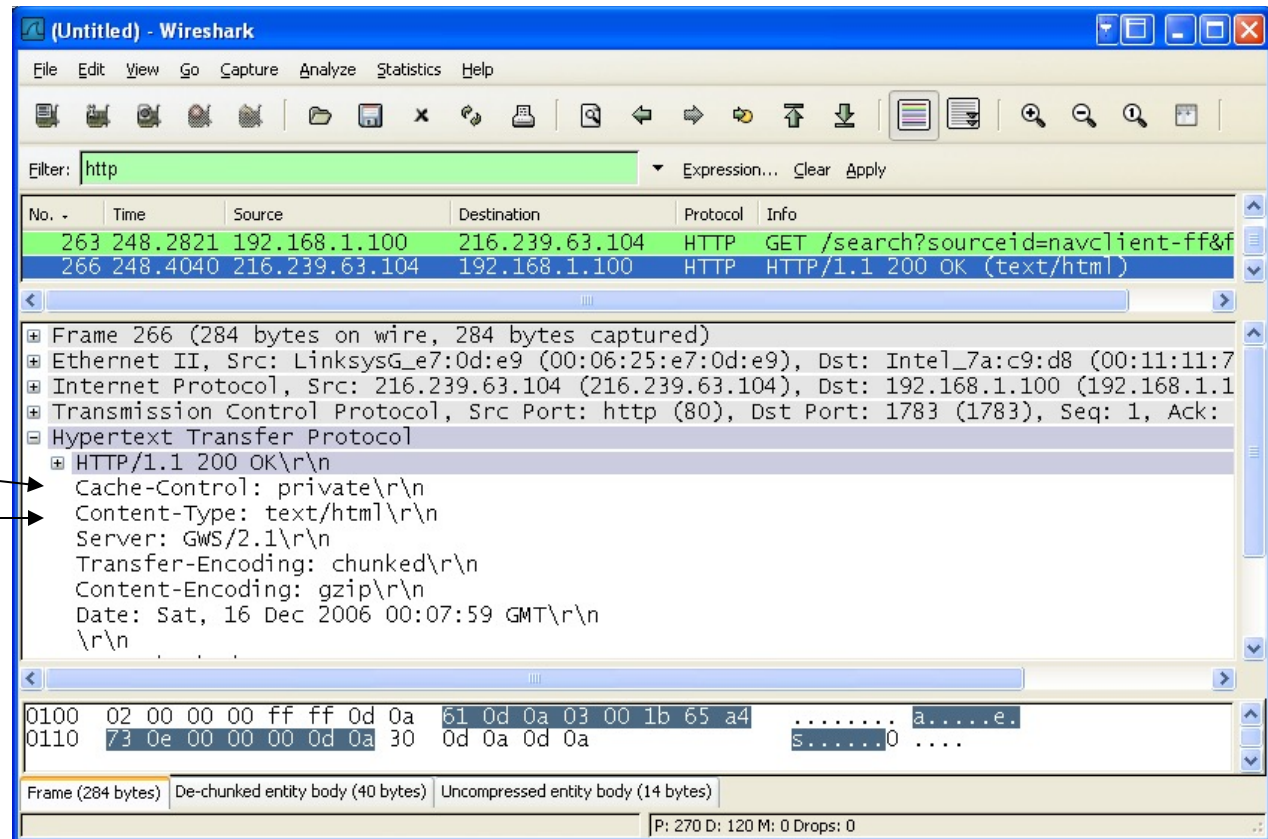 (Untitled) - Wireshark
File Edit View Go Capture Analyze Statistics Help
Filter: http Expression... Clear Apply
No. - Time Source Destination Protocol Info
263 248.2821 192.168.1.100 216.239.63.104 HTTP GET /search?sourceid=navclient-ff&f
266 248.4040 216.239.63.104 192.168.1.100 HTTP HTTP/1.1 200 OK (text/html)
Frame 266 (284 bytes on wire, 284 bytes captured)
Ethernet II, Src: LinksysG_e7:0d:e9 (00:06:25:e7:0d:e9), Dst: Intel_7a:c9:d8 (00:11:11:7
Internet Protocol, Src: 216.239.63.104 (216.239.63.104), Dst: 192.168.1.100 (192.168.1.1
Transmission Control Protocol, Src Port: http (80), Dst Port: 1783 (1783), Seq: 1, Ack:
Hypertext Transfer Protocol
HTTP/1.1 200 OK\r\n
Cache-Control: private\r\n
Content-Type: text/html\r\n
Server: GWS/2.1\r\n
Transfer-Encoding: chunked\r\n
Content-Encoding: gzip\r\n
Date: Sat, 16 Dec 2006 00:07:59 GMT\r\n
\r\n
0100 02 00 00 00 ff ff 0d 0a 61 0d 0a 03 00 1b 65 a4 ........ a.....e.
0110 73 0e 00 00 00 0d 0a 30 0d 0a 0d 0a s......0 ....
Frame (284 bytes) De-chunked entity body (40 bytes) Uncompressed entity body (14 bytes)
P: 270 D: 120 M: 0 Drops: 0